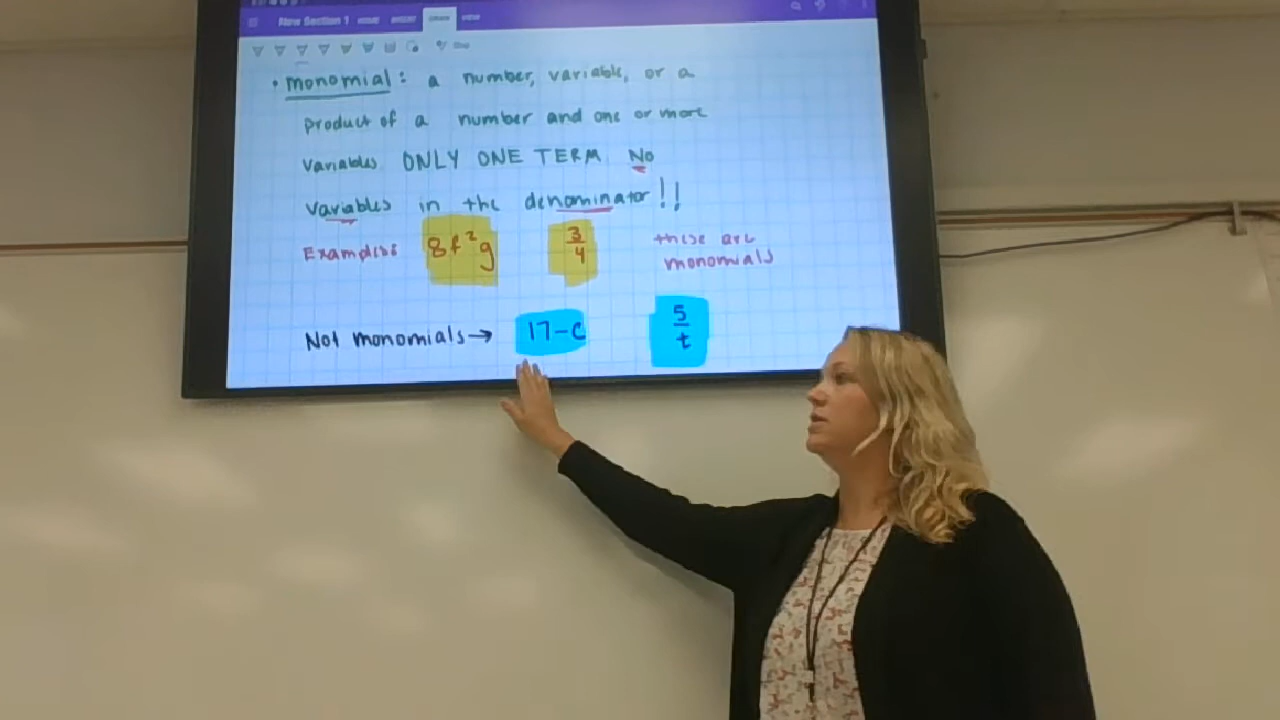 New Section 1
• monomial: a number, variable, or a
product of a number and one or more
variables ONLY ONE TERM No
variables in the denominator!!
Examples 8f²g 3/4 these are
monomials
Not monomials → 17-c 5/t